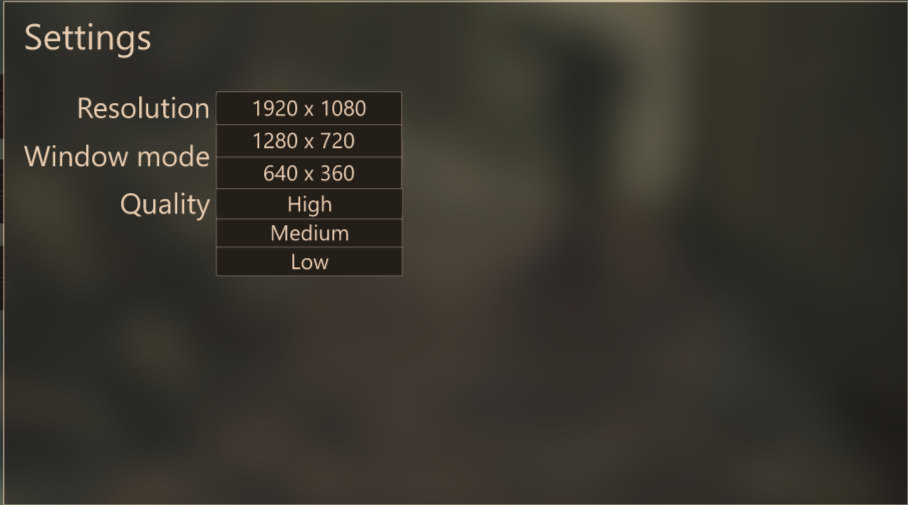 Settings
Resolution 1920 x 1080
1280 x 720
Window mode
640 x 360
Quality High
Medium
Low